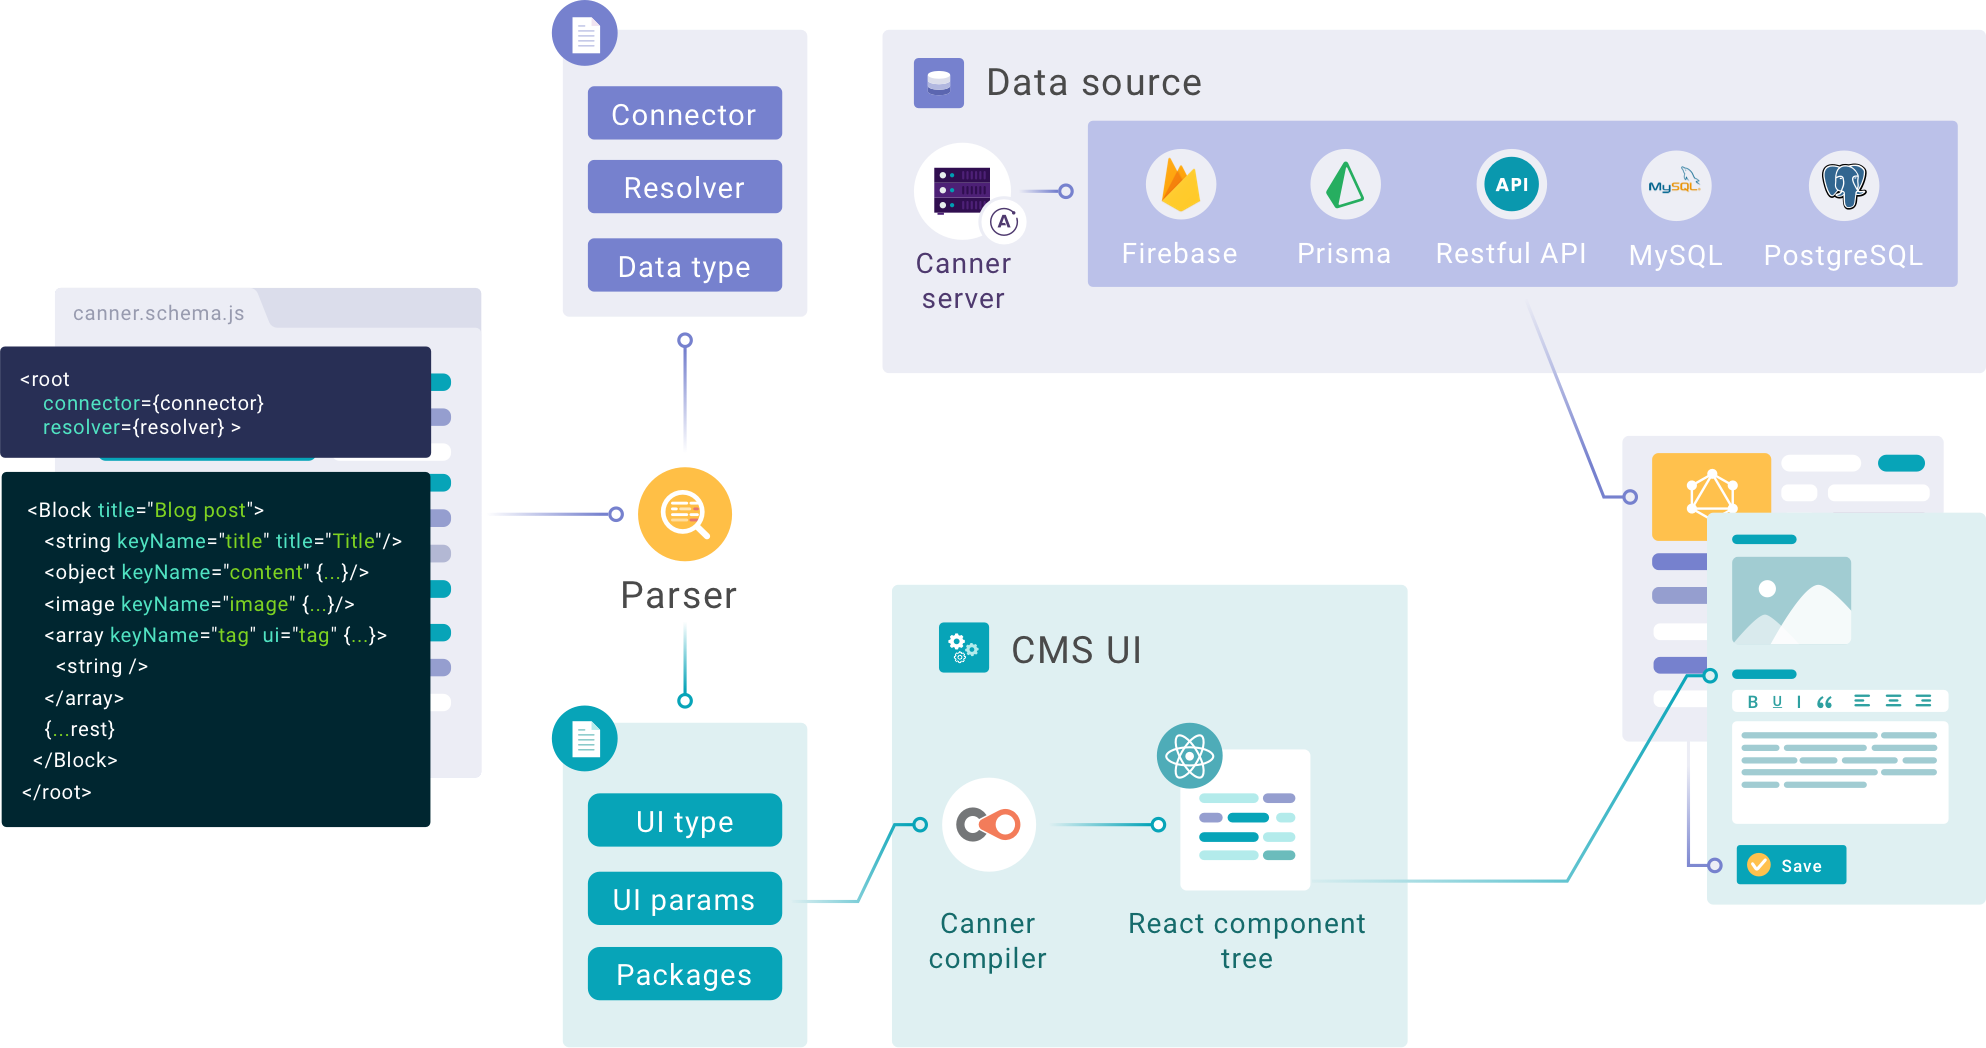 canner.schema.js
<root
connector={connector}
resolver={resolver} >
<Block title="Blog post">
<string keyName="title" title="Title"/>
<object keyName="content" {...}/>
<image keyName="image" {...}/>
<array keyName="tag" ui="tag" {...}>
<string />
</array>
{...rest}
</Block>
</root>
Connector
Resolver
Data type
Parser
UI type
UI params
Packages
Data source
Canner
server
A
Firebase
Prisma
API
Restful API
MySQL
MySQL
PostgreSQL
CMS UI
Canner
compiler
React component
tree
B U I “
Save